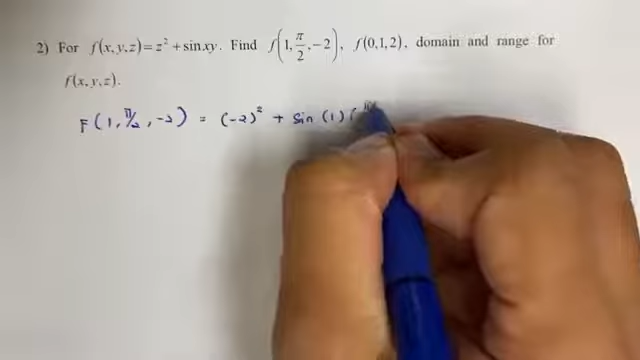 2) For f(x,y,z)=z²+sin xy. Find f(1, π/2, −2), f(0,1,2), domain and range for
f(x,y,z).
F(1, π/2, −2) = (−2)² + sin (1) (π